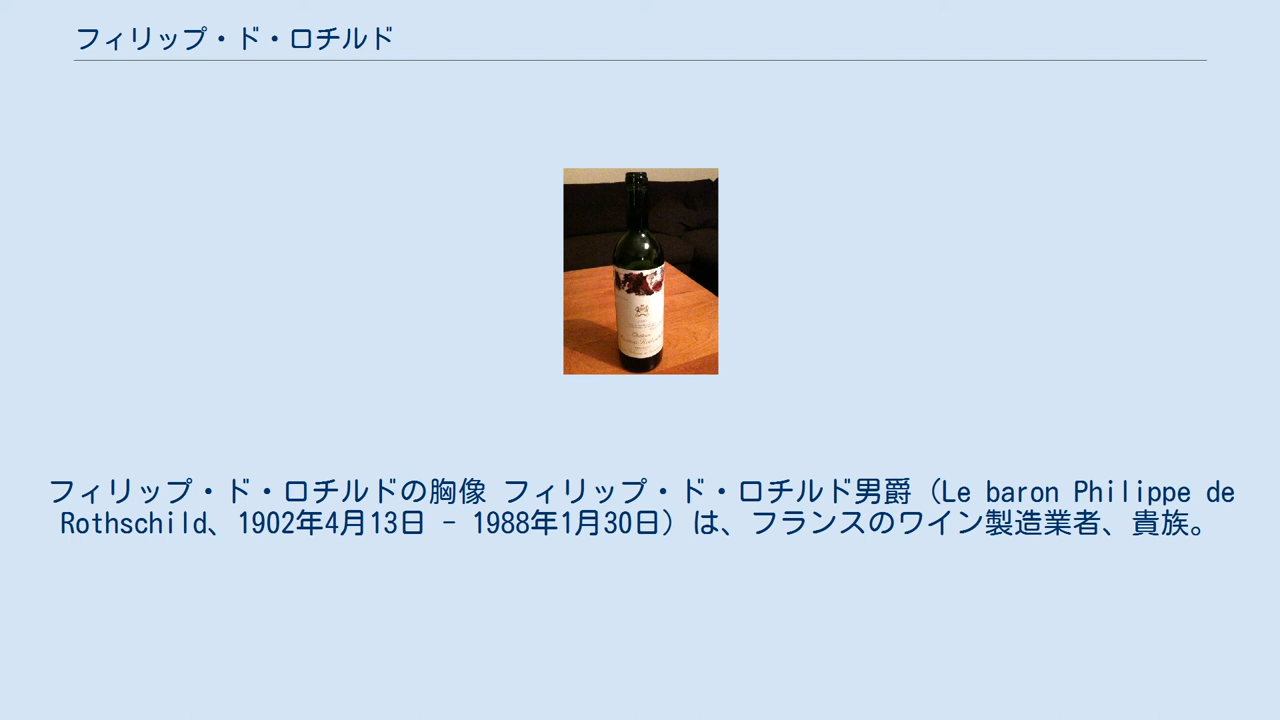 フィリップ・ド・ロチルド
フィリップ・ド・ロチルドの胸像 フィリップ・ド・ロチルド男爵（Le baron Philippe de
Rothschild、1902年4月13日 - 1988年1月30日）は、フランスのワイン製造業者、貴族。